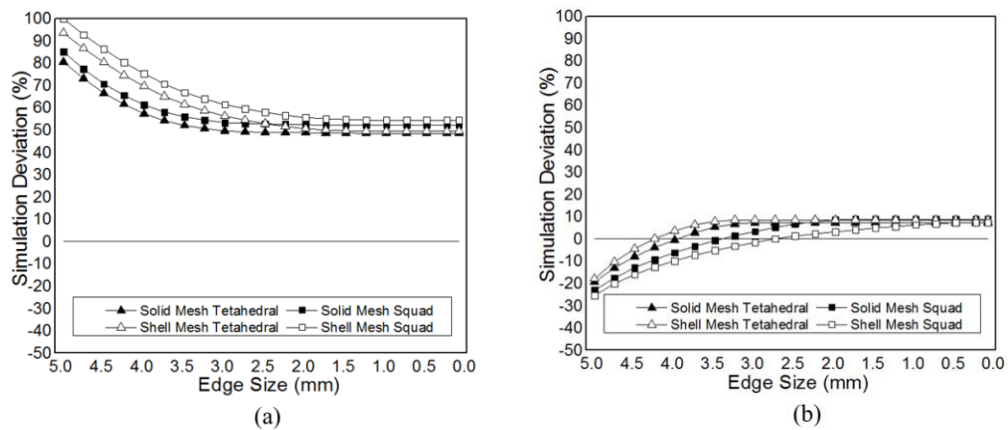 100
90
80
70
60
50
40
30
20
10
0
-10
-20
-30
-40
-50
Simulation Deviation (%)
Solid Mesh Tetahedral Solid Mesh Squad
Shell Mesh Tetahedral Shell Mesh Squad
5.0 4.5 4.0 3.5 3.0 2.5 2.0 1.5 1.0 0.5 0.0
Edge Size (mm)
(a)
100
90
80
70
60
50
40
30
20
10
0
-10
-20
-30
-40
-50
Simulation Deviation (%)
Solid Mesh Tetahedral Solid Mesh Squad
Shell Mesh Tetahedral Shell Mesh Squad
5.0 4.5 4.0 3.5 3.0 2.5 2.0 1.5 1.0 0.5 0.0
Edge Size (mm)
(b)